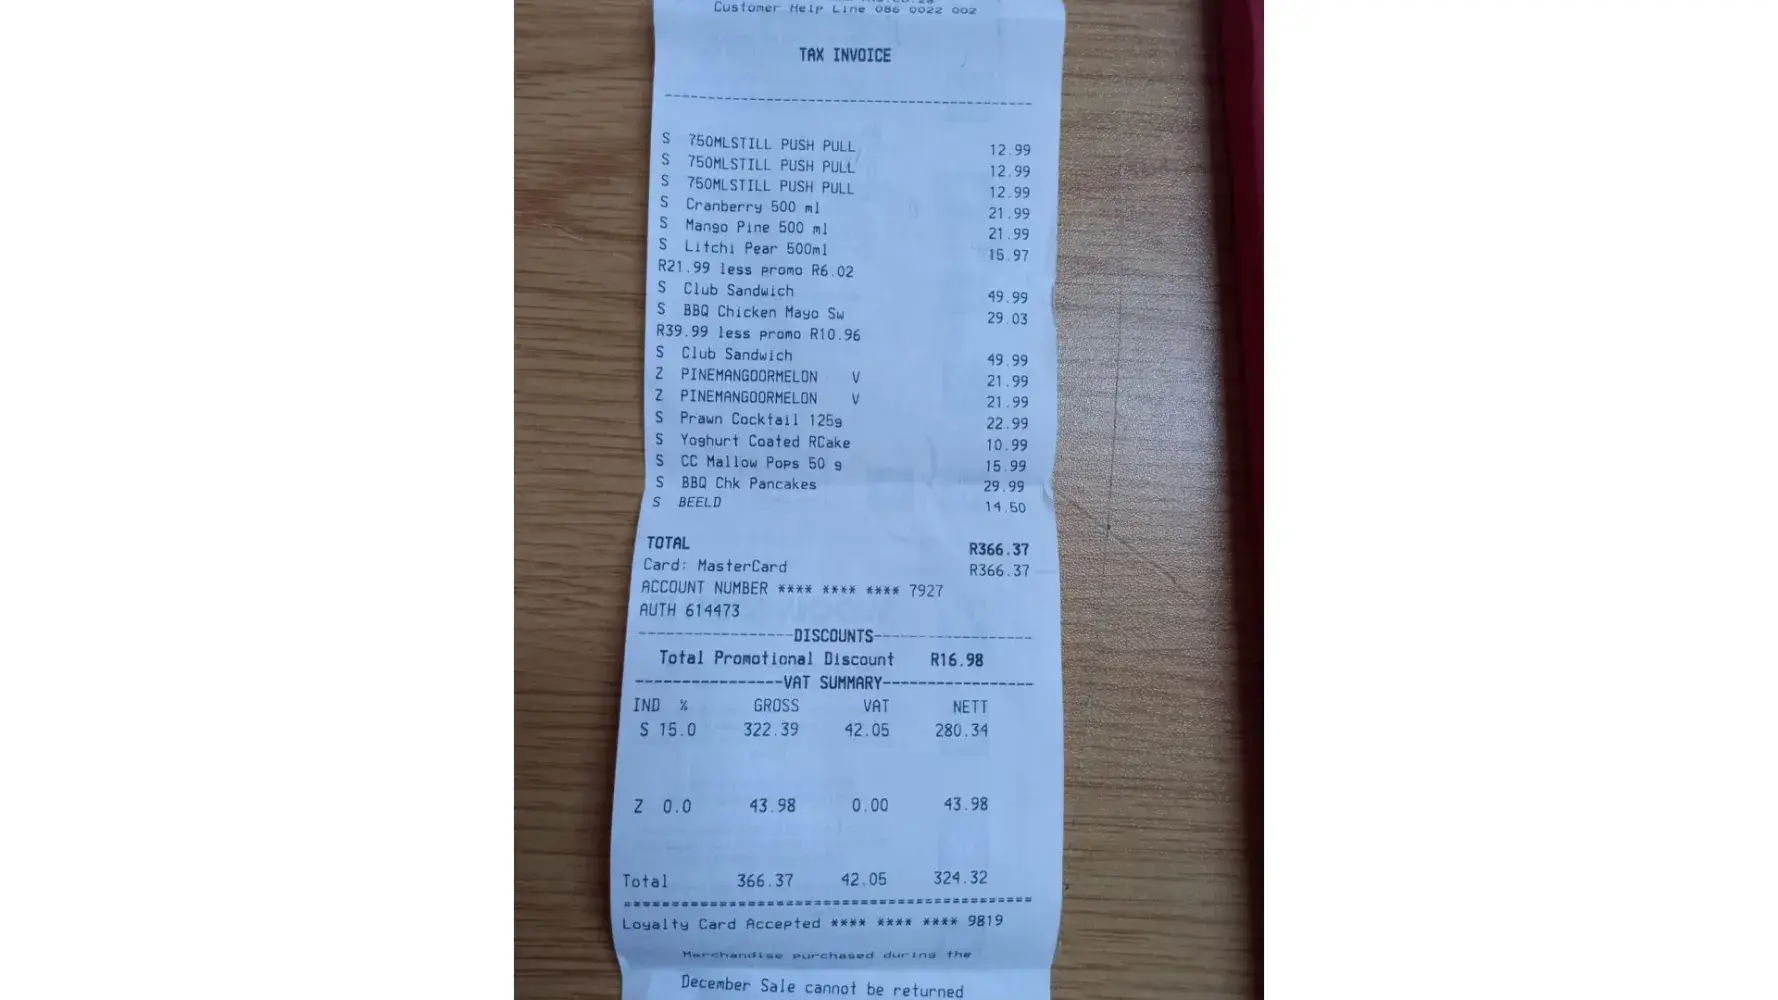 Customer Help Line 086 0022 002
TAX INVOICE
S 750MLSTILL PUSH PULL 12.99
S 750MLSTILL PUSH PULL 12.99
S 750MLSTILL PUSH PULL 12.99
S Cranberry 500 ml 21.99
S Mango Pine 500 ml 21.99
S Litchi Pear 500ml 15.97
R21.99 less promo R6.02
S Club Sandwich 49.99
S BBQ Chicken Mayo Sw 29.03
R39.99 less promo R10.96
S Club Sandwich 49.99
Z PINEMANGOORMELON V 21.99
Z PINEMANGOORMELON V 21.99
S Prawn Cocktail 125g 22.99
S Yoghurt Coated RCake 10.99
S CC Mallow Pops 50 g 15.99
S BBQ Chk Pancakes 29.99
S BEELD 14.50
TOTAL R366.37
Card: MasterCard R366.37
ACCOUNT NUMBER **** **** **** 7927
AUTH 614473
DISCOUNTS
Total Promotional Discount R16.98
VAT SUMMARY
IND % GROSS VAT NETT
S 15.0 322.39 42.05 280.34
Z 0.0 43.98 0.00 43.98
Total 366.37 42.05 324.32
Loyalty Card Accepted **** **** **** 9819
Merchandise purchased during the
December Sale cannot be returned